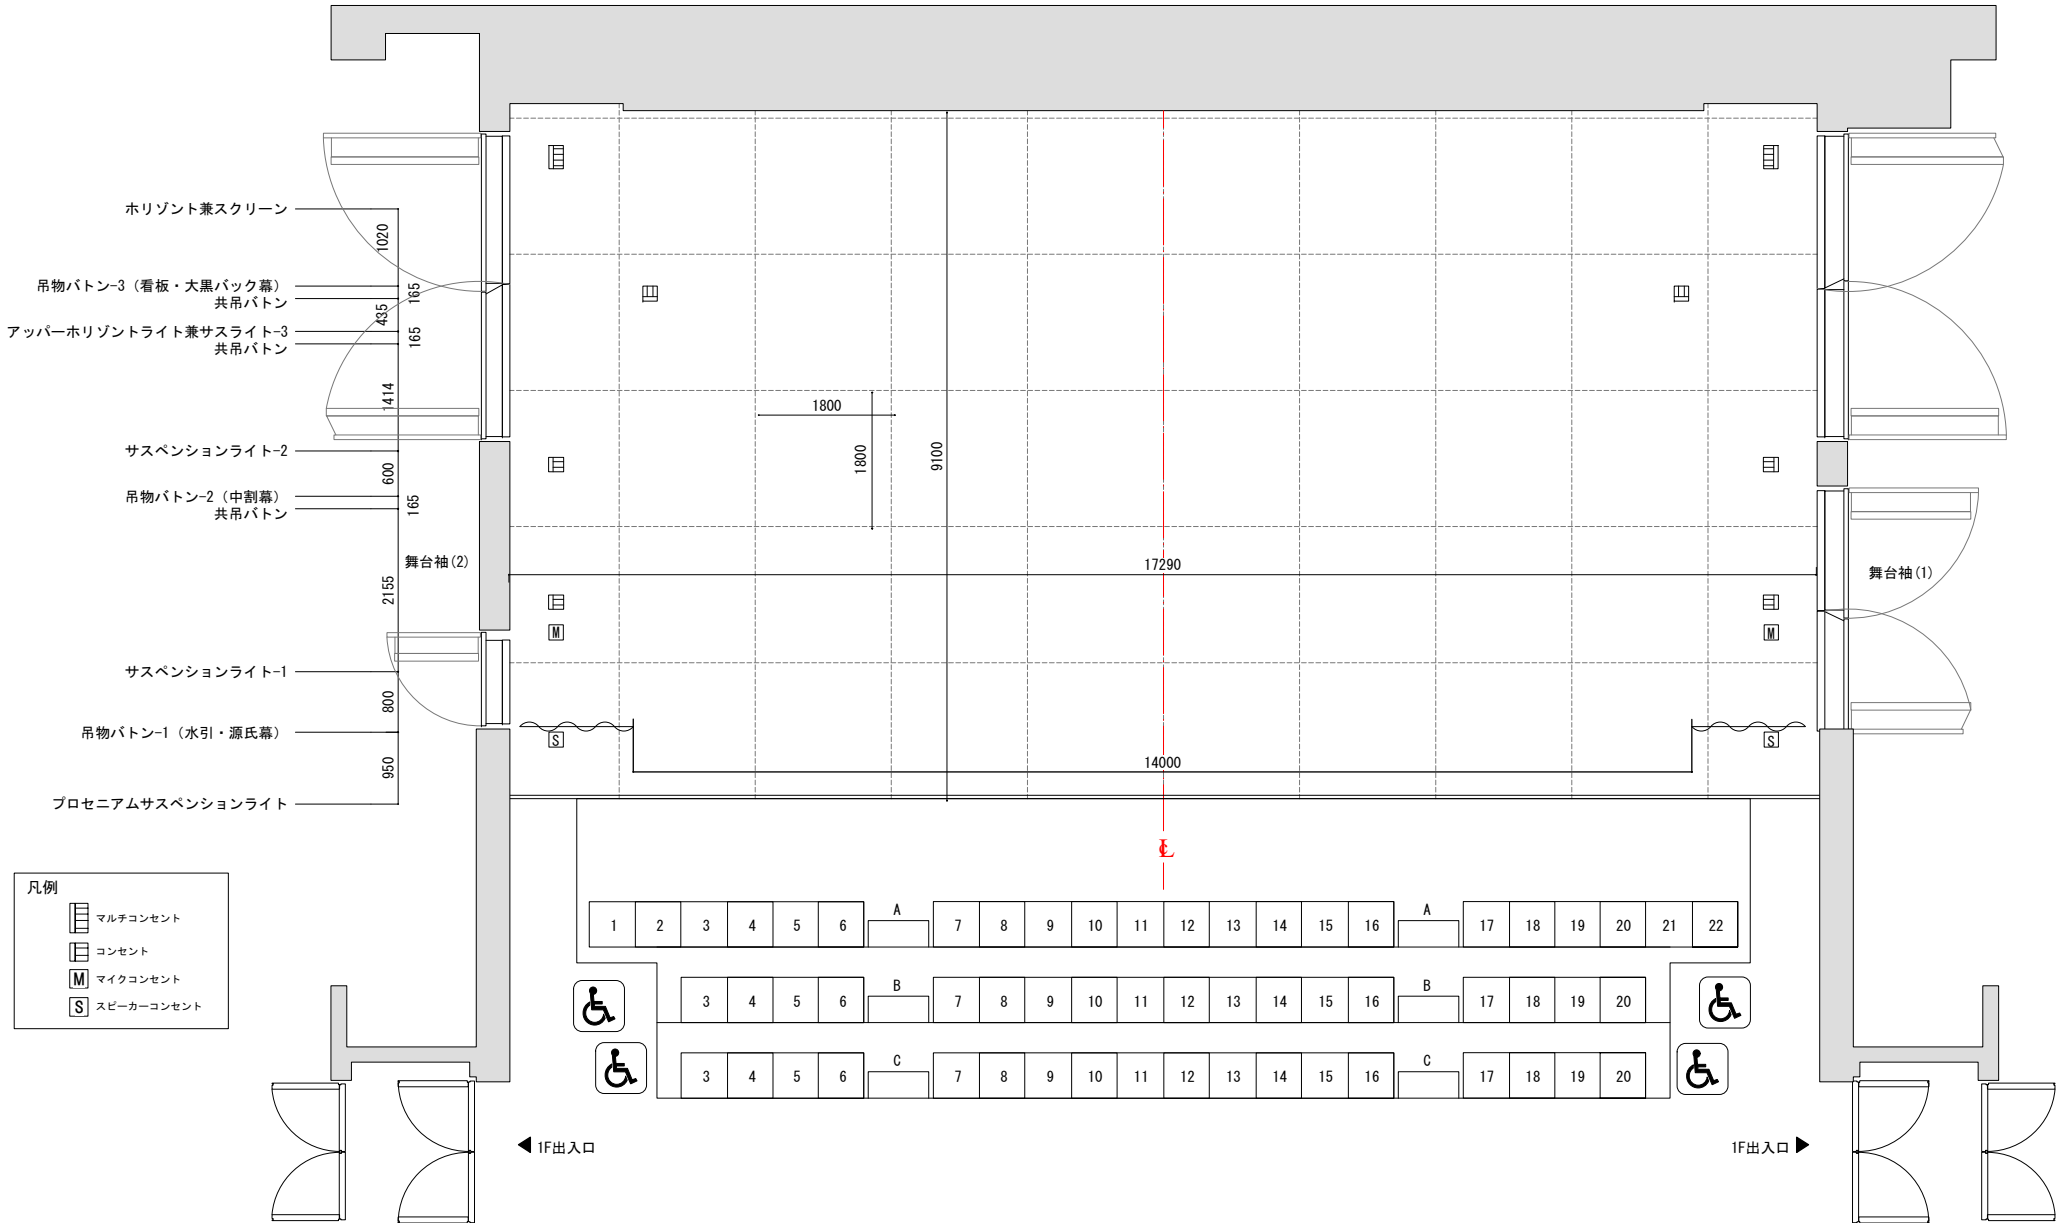 ホリゾント兼スクリーン
1020
吊物バトン-3（看板・大黒バック幕）
165
共吊バトン
435
アッパーホリゾントライト兼サスライト-3
165
共吊バトン
1414
サスペンションライト-2
600
吊物バトン-2（中割幕）
165
共吊バトン
舞台袖(2)
2155
サスペンションライト-1
800
吊物バトン-1（水引・源氏幕）
950
プロセニアムサスペンションライト
1800
1800
9100
17290
舞台袖(1)
M
M
S
S
14000
CL
凡例
マルチコンセント
コンセント
M マイクコンセント
S スピーカーコンセント
1 2 3 4 5 6 A 7 8 9 10 11 12 13 14 15 16 A 17 18 19 20 21 22
3 4 5 6 B 7 8 9 10 11 12 13 14 15 16 B 17 18 19 20
3 4 5 6 C 7 8 9 10 11 12 13 14 15 16 C 17 18 19 20
1F出入口
1F出入口